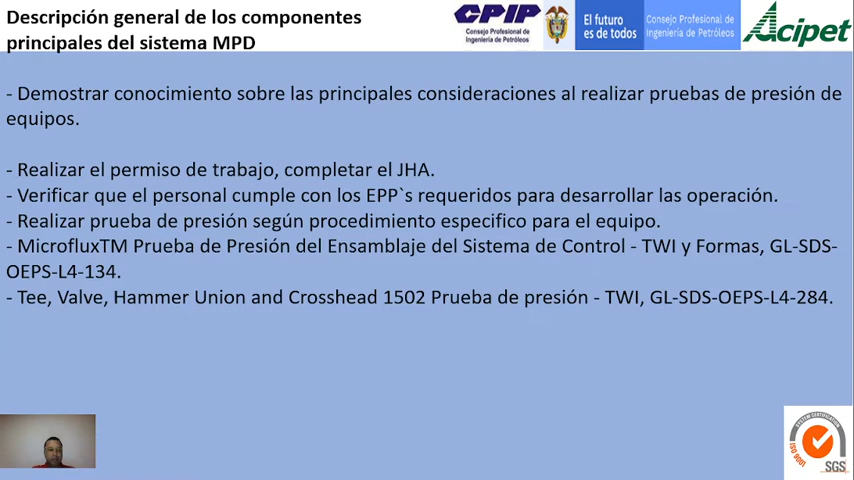 Descripción general de los componentes
principales del sistema MPD
CPIP
Consejo Profesional de
Ingeniería de Petróleos
El futuro
es de todos
Consejo Profesional de
Ingeniería de Petróleos
Acipet
- Demostrar conocimiento sobre las principales consideraciones al realizar pruebas de presión de
equipos.
- Realizar el permiso de trabajo, completar el JHA.
- Verificar que el personal cumple con los EPP`s requeridos para desarrollar las operación.
- Realizar prueba de presión según procedimiento especifico para el equipo.
- MicrofluxTM Prueba de Presión del Ensamblaje del Sistema de Control - TWI y Formas, GL-SDS-
OEPS-L4-134.
- Tee, Valve, Hammer Union and Crosshead 1502 Prueba de presión - TWI, GL-SDS-OEPS-L4-284.
SYSTEM CERTIFICATION
ISO 9001
SGS